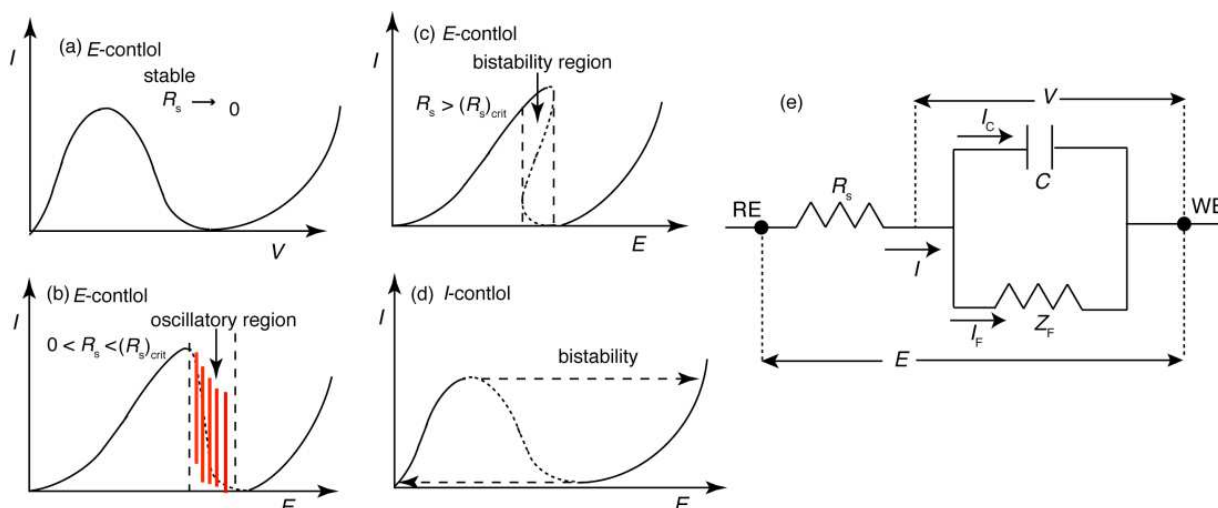 (a) E-contlol
I
stable
Rs → 0
V
(b) E-contlol
I
oscillatory region
0 < Rs < (Rs)crit
E
(c) E-contlol
I
bistability region
Rs > (Rs)crit
E
(d) I-contlol
I
bistability
E
(e)
V
IC
C
Rs
RE
WE
I
IF
ZF
E